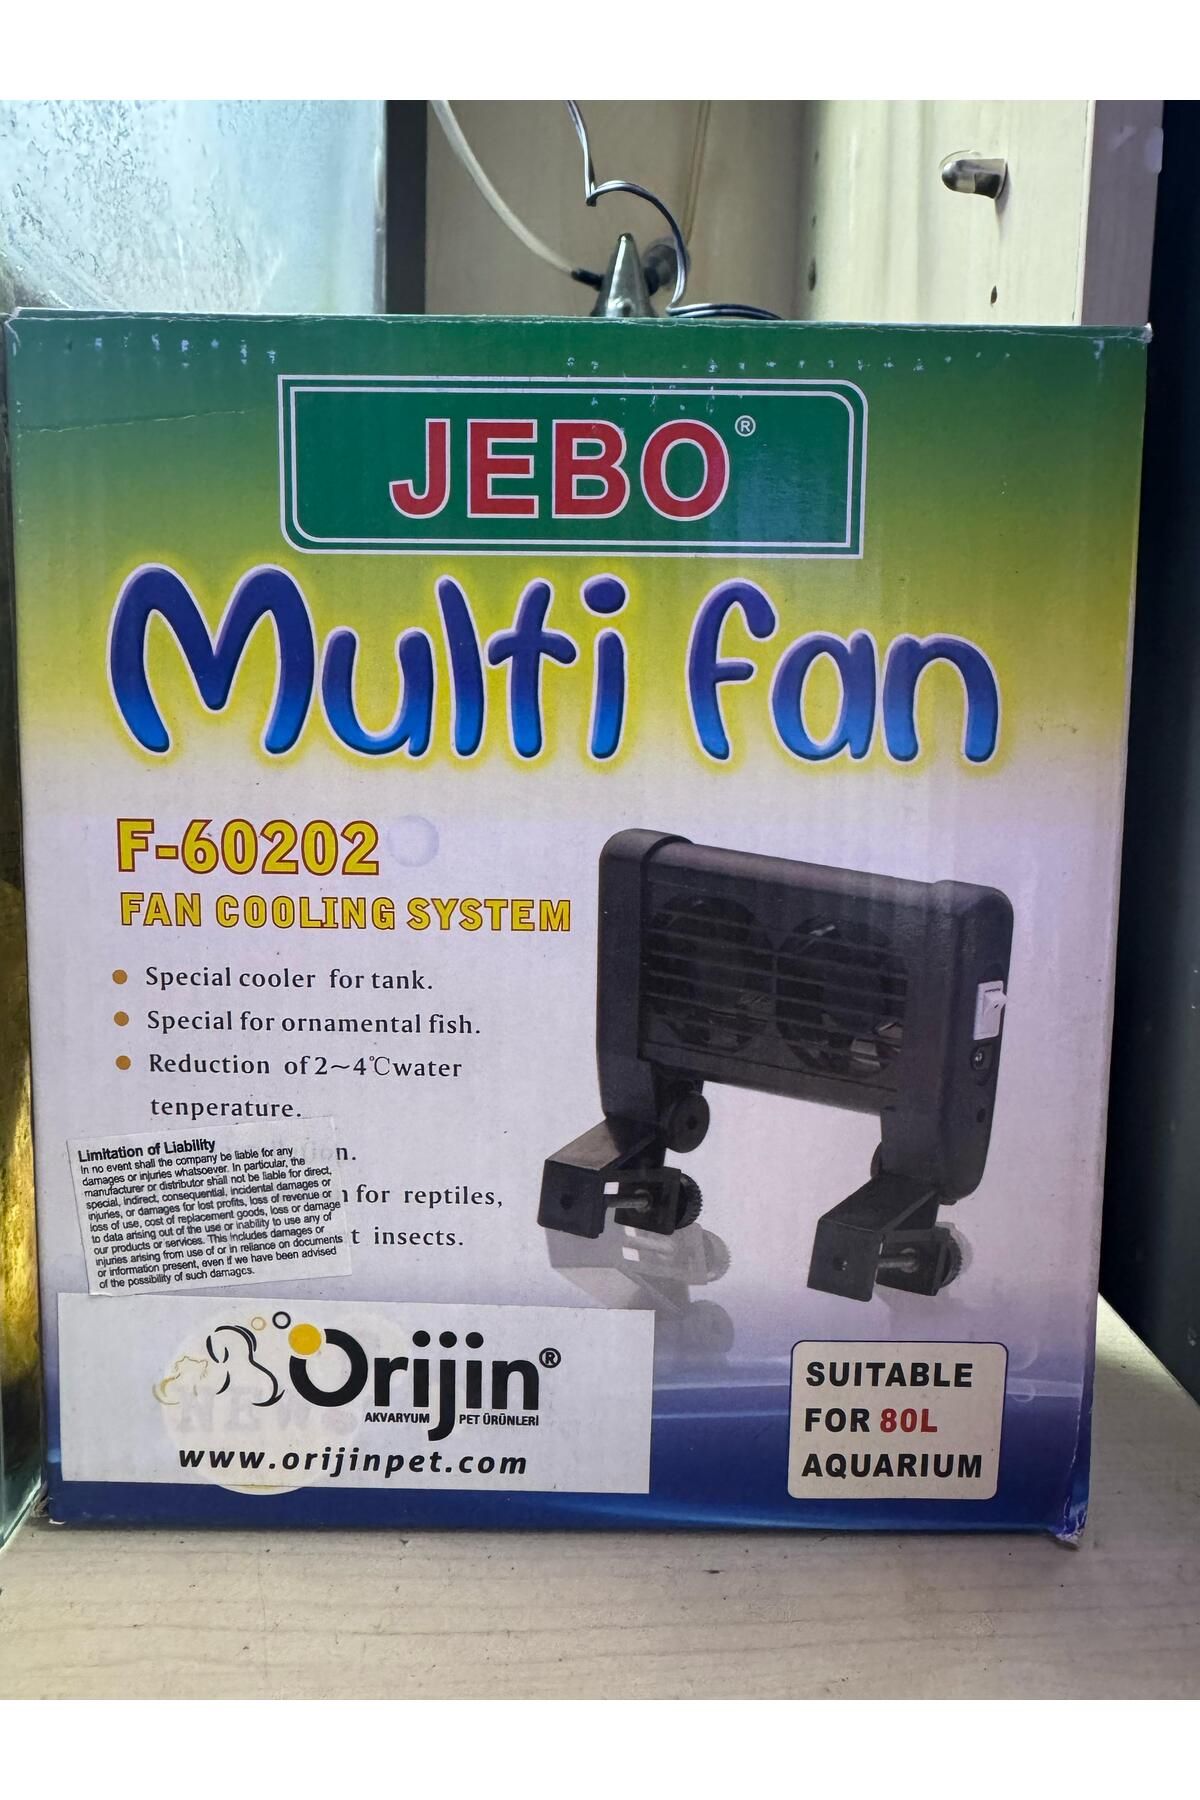 JEBO®
Multi fan
F-60202
FAN COOLING SYSTEM
Special cooler for tank.
Special for ornamental fish.
Reduction of 2~4℃water
tenperature.
n.
for reptiles,
t insects.
Limitation of Liability
In no event shall the company be liable for any
damages or injuries whatsoever. In particular, the
manufacturer or distributor shall not be liable for direct,
special, indirect, consequential, incidental damages or
injuries, or damages for lost profits, loss of revenue or
loss of use, cost of replacement goods, loss or damage
to data arising out of the use or inability to use any of
our products or services. This includes damages or
injuries arising from use of or in reliance on documents
or information present, even if we have been advised
of the possibility of such damages.
Orijin®
AKVARYUM PET ÜRÜNLERİ
www.orijinpet.com
SUITABLE
FOR 80L
AQUARIUM